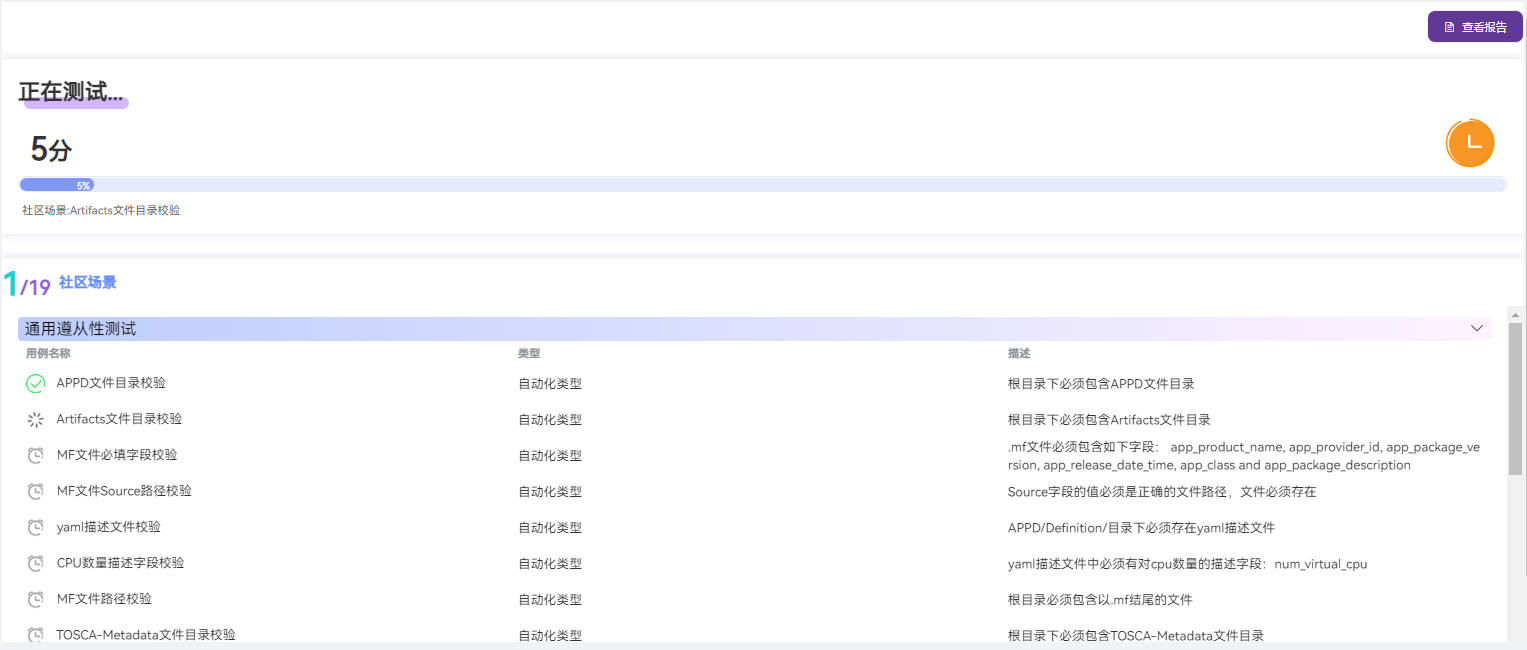 查看报告
正在测试...
5分
5%
社区场景:Artifacts文件目录校验
1/19 社区场景
通用遵从性测试
用例名称 类型 描述
APPD文件目录校验 自动化类型 根目录下必须包含APPD文件目录
Artifacts文件目录校验 自动化类型 根目录下必须包含Artifacts文件目录
MF文件必填字段校验 自动化类型 .mf文件必须包含如下字段： app_product_name, app_provider_id, app_package_ve
rsion, app_release_date_time, app_class and app_package_description
MF文件Source路径校验 自动化类型 Source字段的值必须是正确的文件路径，文件必须存在
yaml描述文件校验 自动化类型 APPD/Definition/目录下必须存在yaml描述文件
CPU数量描述字段校验 自动化类型 yaml描述文件中必须有对cpu数量的描述字段：num_virtual_cpu
MF文件路径校验 自动化类型 根目录必须包含以.mf结尾的文件
TOSCA-Metadata文件目录校验 自动化类型 根目录下必须包含TOSCA-Metadata文件目录